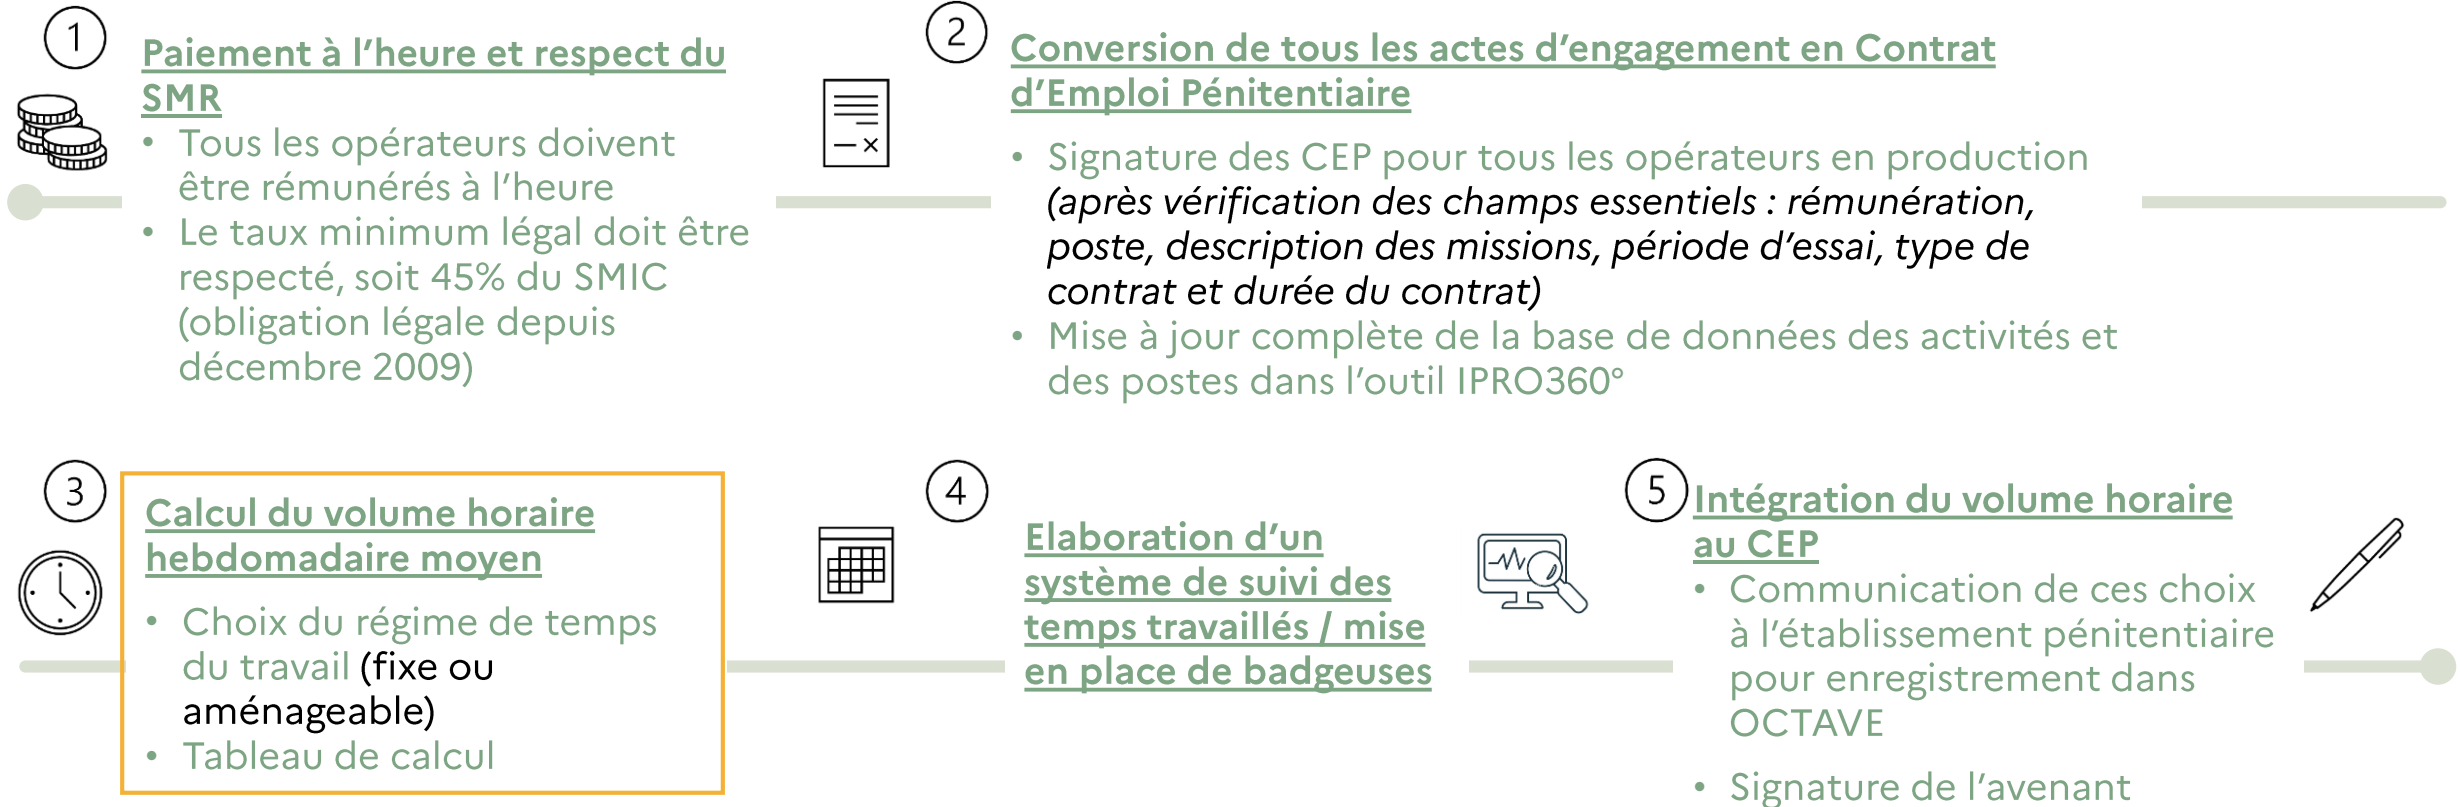 1
Paiement à l’heure et respect du
SMR
• Tous les opérateurs doivent
être rémunérés à l’heure
• Le taux minimum légal doit être
respecté, soit 45% du SMIC
(obligation légale depuis
décembre 2009)
2
Conversion de tous les actes d’engagement en Contrat
d’Emploi Pénitentiaire
• Signature des CEP pour tous les opérateurs en production
(après vérification des champs essentiels : rémunération,
poste, description des missions, période d’essai, type de
contrat et durée du contrat)
• Mise à jour complète de la base de données des activités et
des postes dans l’outil IPRO360°
3
Calcul du volume horaire
hebdomadaire moyen
• Choix du régime de temps
du travail (fixe ou
aménageable)
• Tableau de calcul
4
Elaboration d’un
système de suivi des
temps travaillés / mise
en place de badgeuses
5
Intégration du volume horaire
au CEP
• Communication de ces choix
à l’établissement pénitentiaire
pour enregistrement dans
OCTAVE
• Signature de l’avenant